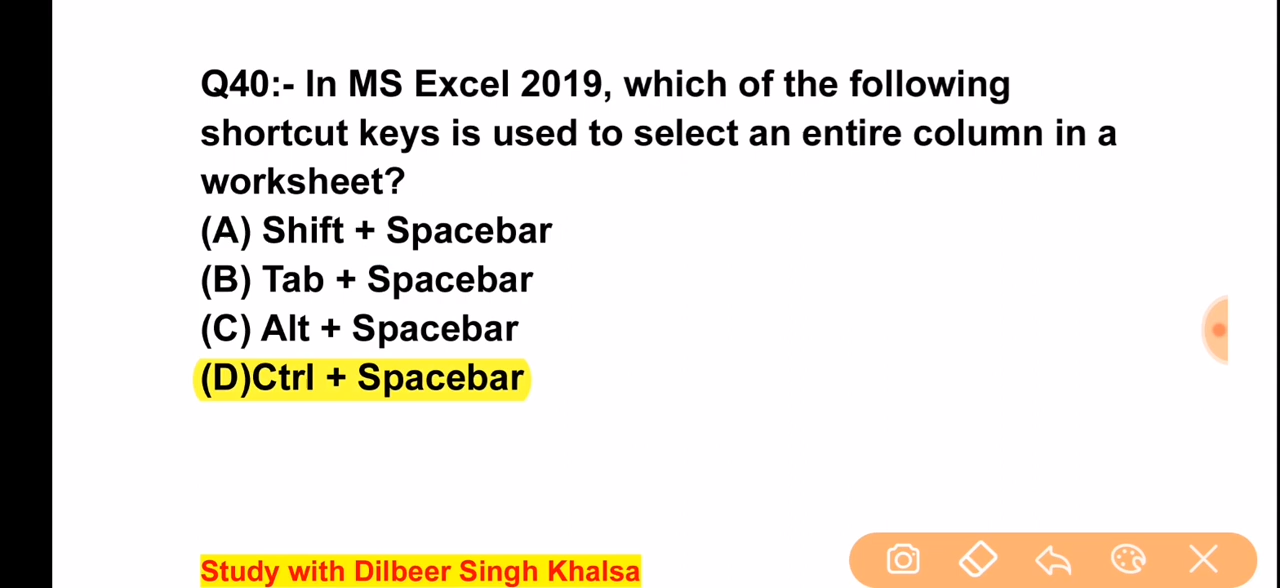 Q40:- In MS Excel 2019, which of the following
shortcut keys is used to select an entire column in a
worksheet?
(A) Shift + Spacebar
(B) Tab + Spacebar
(C) Alt + Spacebar
(D)Ctrl + Spacebar
Study with Dilbeer Singh Khalsa